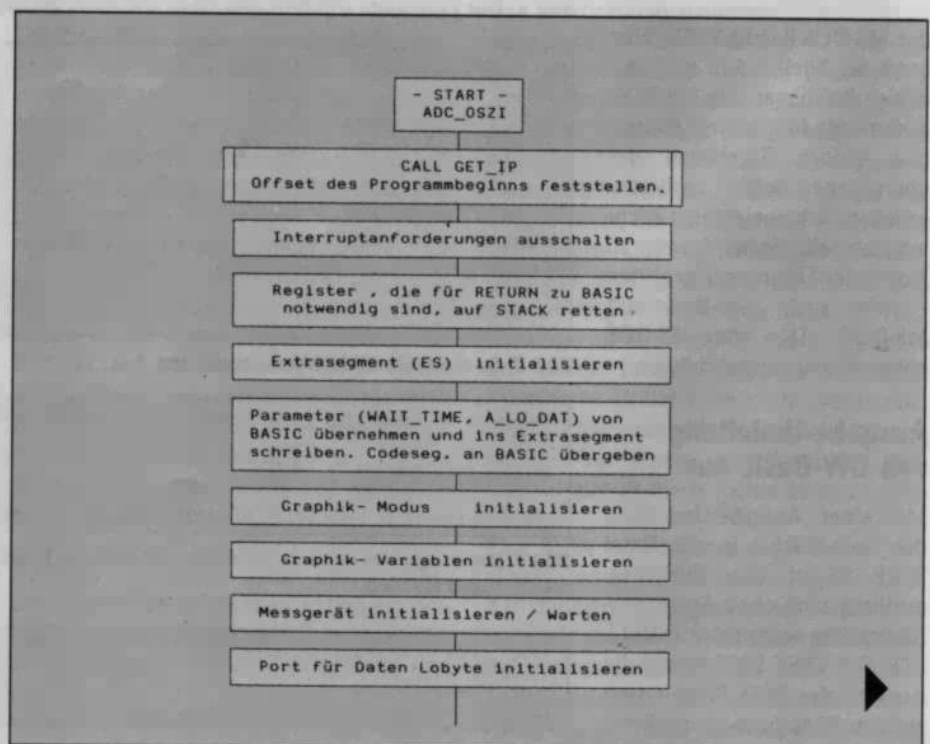 - START -
ADC_OSZI
CALL GET_IP
Offset des Programmbeginns feststellen.
Interruptanforderungen ausschalten
Register , die für RETURN zu BASIC
notwendig sind, auf STACK retten
Extrasegment (ES) initialisieren
Parameter (WAIT_TIME, A_LO_DAT) von
BASIC übernehmen und ins Extrasegment
schreiben. Codeseg. an BASIC übergeben
Graphik- Modus initialisieren
Graphik- Variablen initialisieren
Messgerät initialisieren / Warten
Port für Daten Lobyte initialisieren